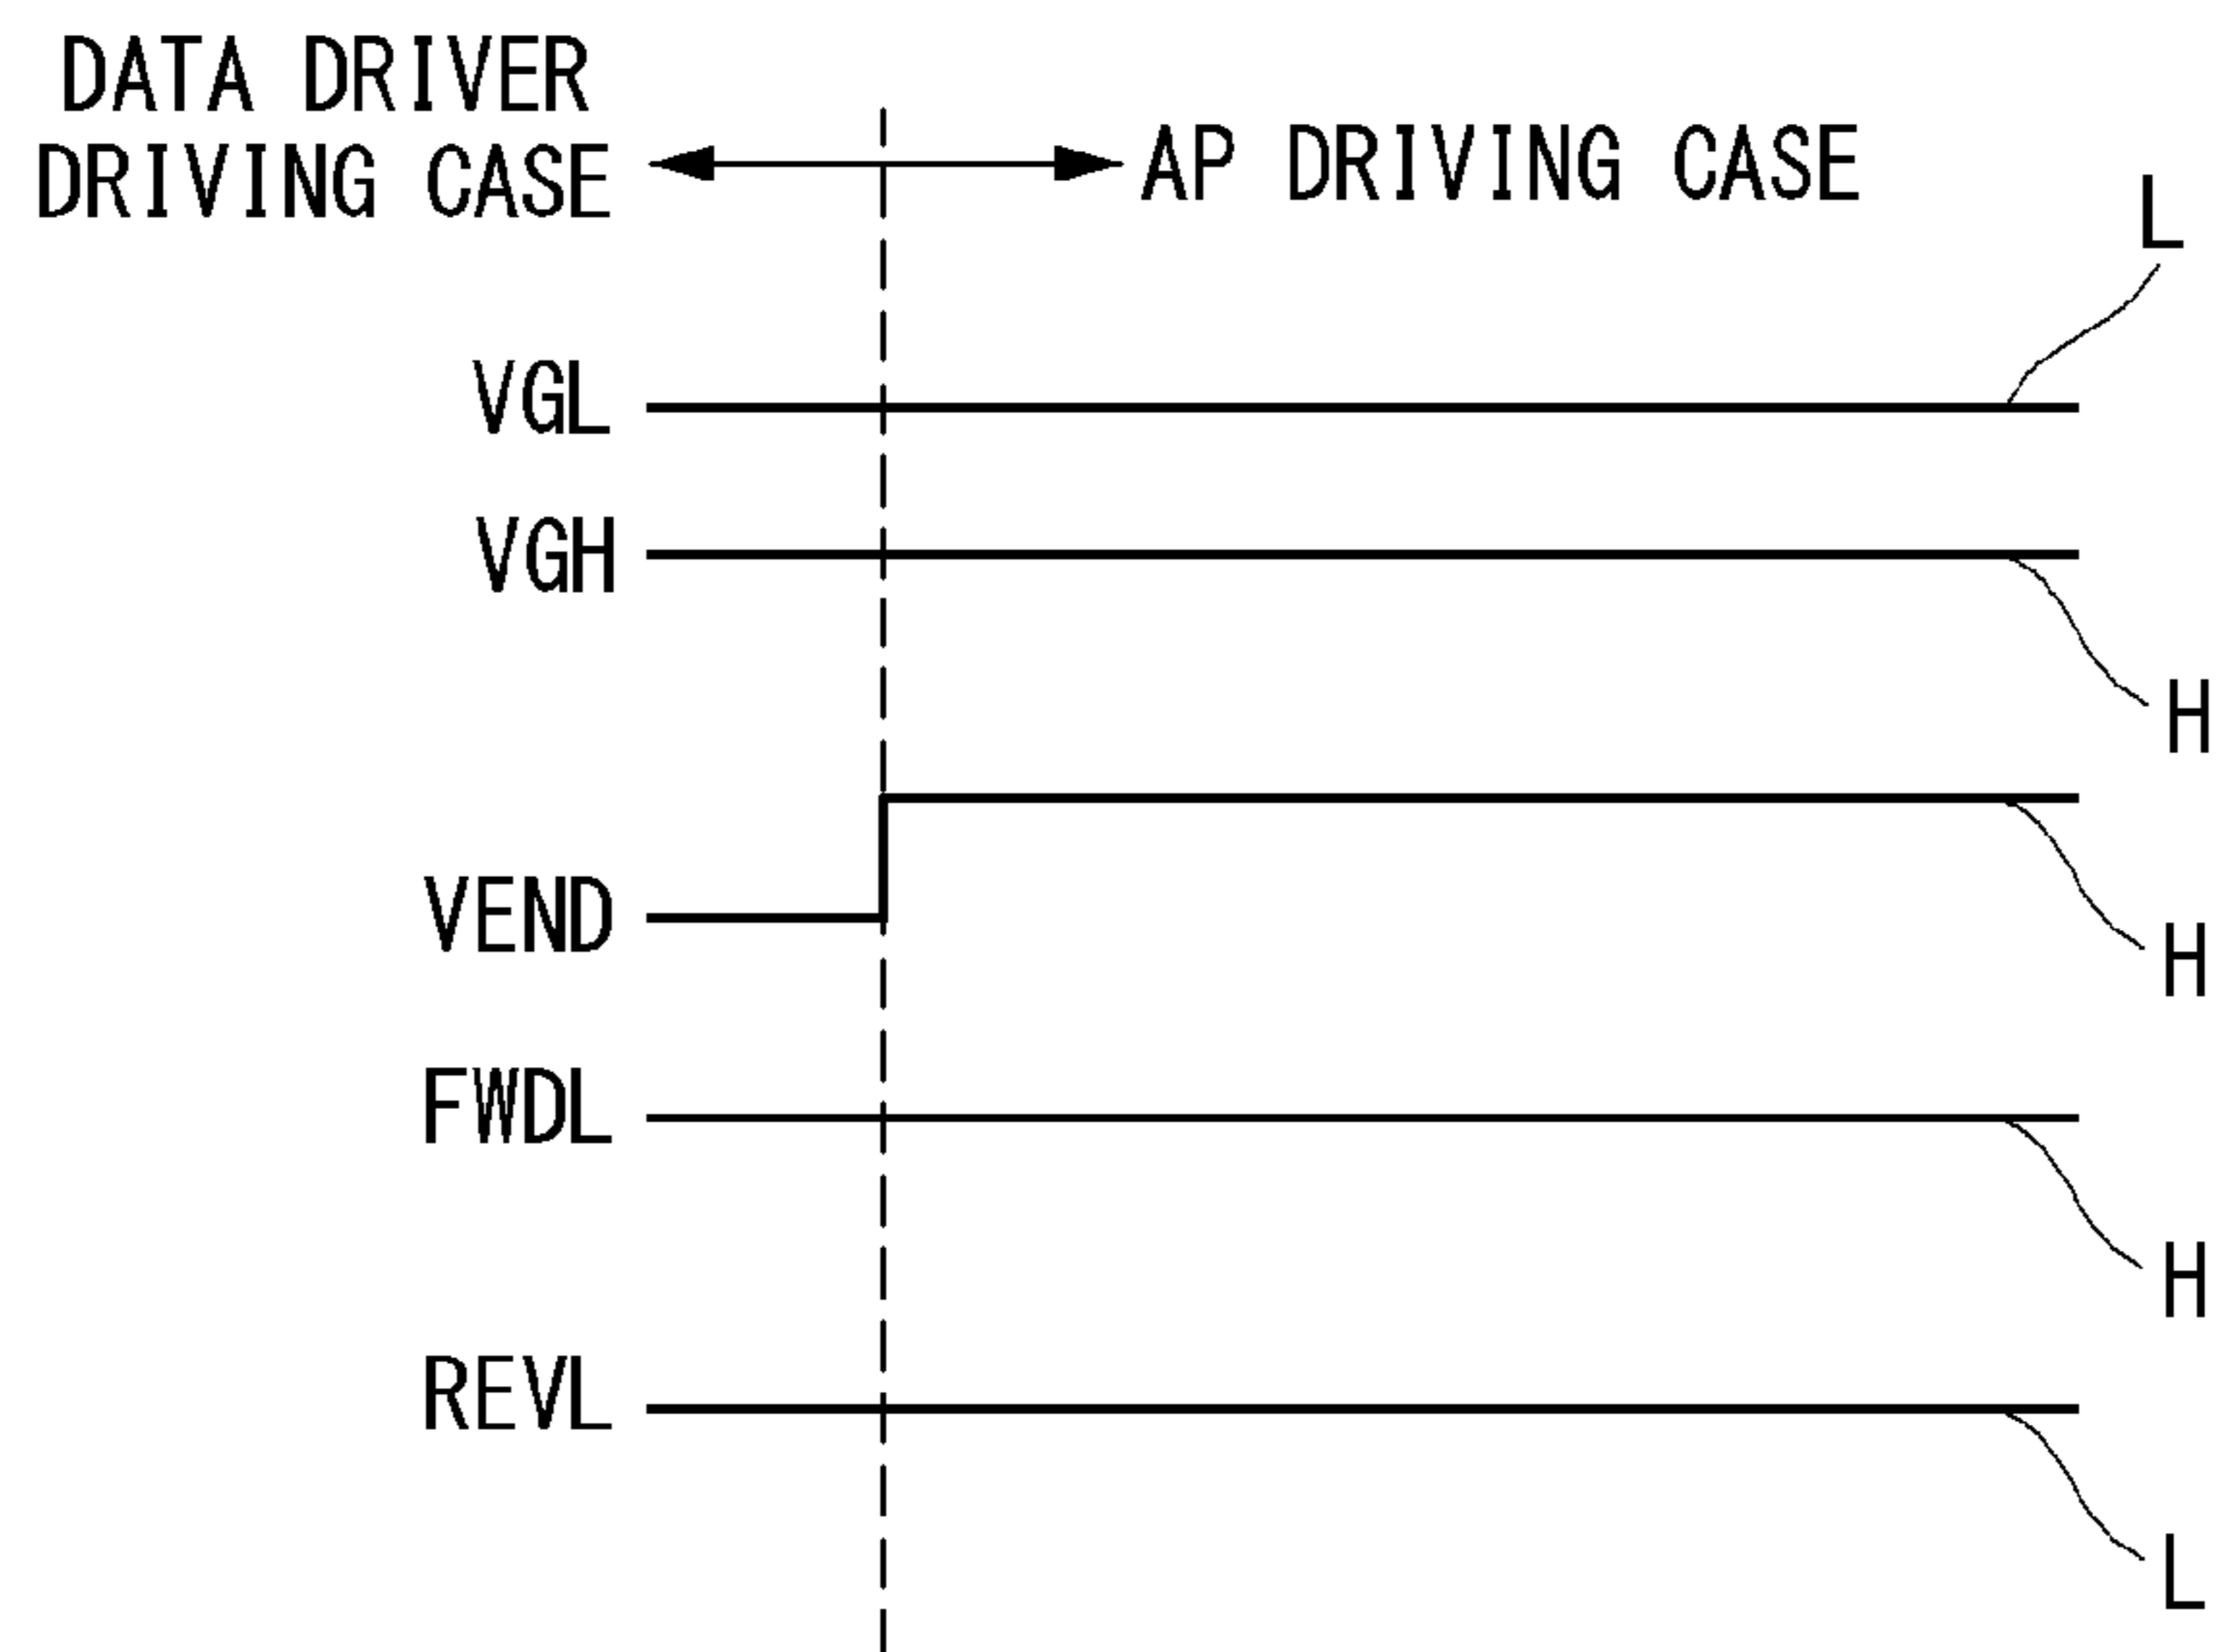 DATA DRIVER
DRIVING CASE
AP DRIVING CASE
L
VGL
VGH
H
VEND
H
FWDL
H
REVL
L